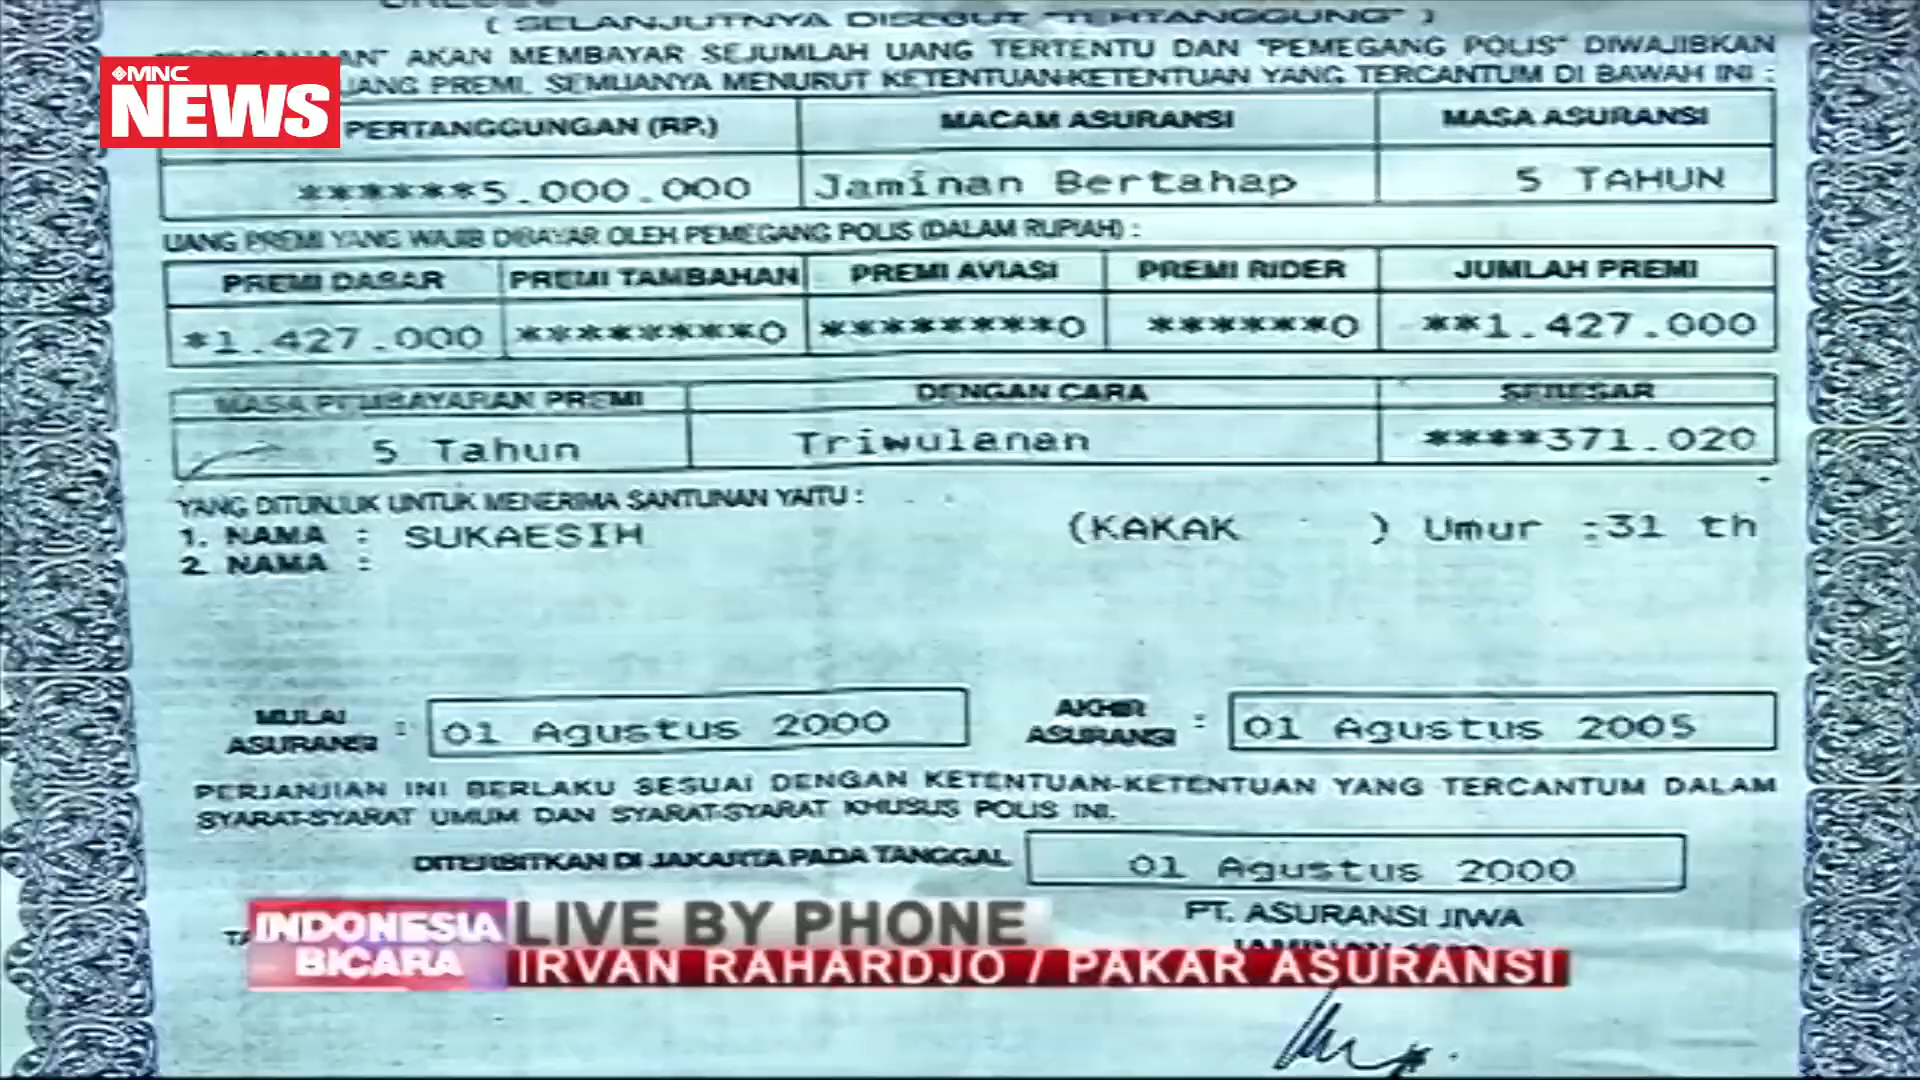 ( SELANJUTNYA DISEBUT "TERTANGGUNG" )
AKAN MEMBAYAR SEJUMLAH UANG TERTENTU DAN "PEMEGANG POLIS" DIWAJIBKAN
UANG PREMI. SEMUANYA MENURUT KETENTUAN-KETENTUAN YANG TERCANTUM DI BAWAH INI :
MNC
NEWS
PERTANGGUNGAN (RP.) MACAM ASURANSI MASA ASURANSI
******5.000.000 Jaminan Bertahap 5 TAHUN
UANG PREMI YANG WAJIB DIBAYAR OLEH PEMEGANG POLIS (DALAM RUPIAH) :
PREMI DASAR PREMI TAMBAHAN PREMI AVIASI PREMI RIDER JUMLAH PREMI
*1.427.000 ********0 ********0 ******0 **1.427.000
MASA PEMBAYARAN PREMI DENGAN CARA SEBESAR
5 Tahun Triwulanan ****371.020
YANG DITUNJUK UNTUK MENERIMA SANTUNAN YAITU :
1. NAMA : SUKAESIH (KAKAK ) Umur :31 th
2. NAMA :
MULAI ASURANSI : 01 Agustus 2000 AKHIR ASURANSI : 01 Agustus 2005
PERJANJIAN INI BERLAKU SESUAI DENGAN KETENTUAN-KETENTUAN YANG TERCANTUM DALAM
SYARAT-SYARAT UMUM DAN SYARAT-SYARAT KHUSUS POLIS INI.
DITERBITKAN DI JAKARTA PADA TANGGAL 01 Agustus 2000
PT. ASURANSI JIWA
INDONESIA BICARA
LIVE BY PHONE
IRVAN RAHARDJO / PAKAR ASURANSI